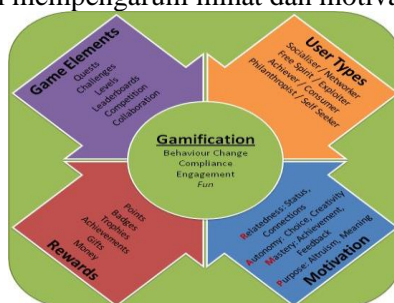 mempengaruhi minat dan motiva
Game Elements
Quests
Challenges
Levels
Leaderboards
Competition
Collaboration
User Types
Socialiser / Networker
Free Spirit / Exploiter
Achiever / Consumer
Philanthropist / Self Seeker
Gamification
Behaviour Change
Compliance
Engagement
Fun
Points
Badges
Trophies
Achievements
Gifts
Money
Rewards
Relatedness: Status,
Connections
Autonomy: Choice, Creativity
Mastery: Achievement,
Feedback
Purpose: Altruism, Meaning
Motivation